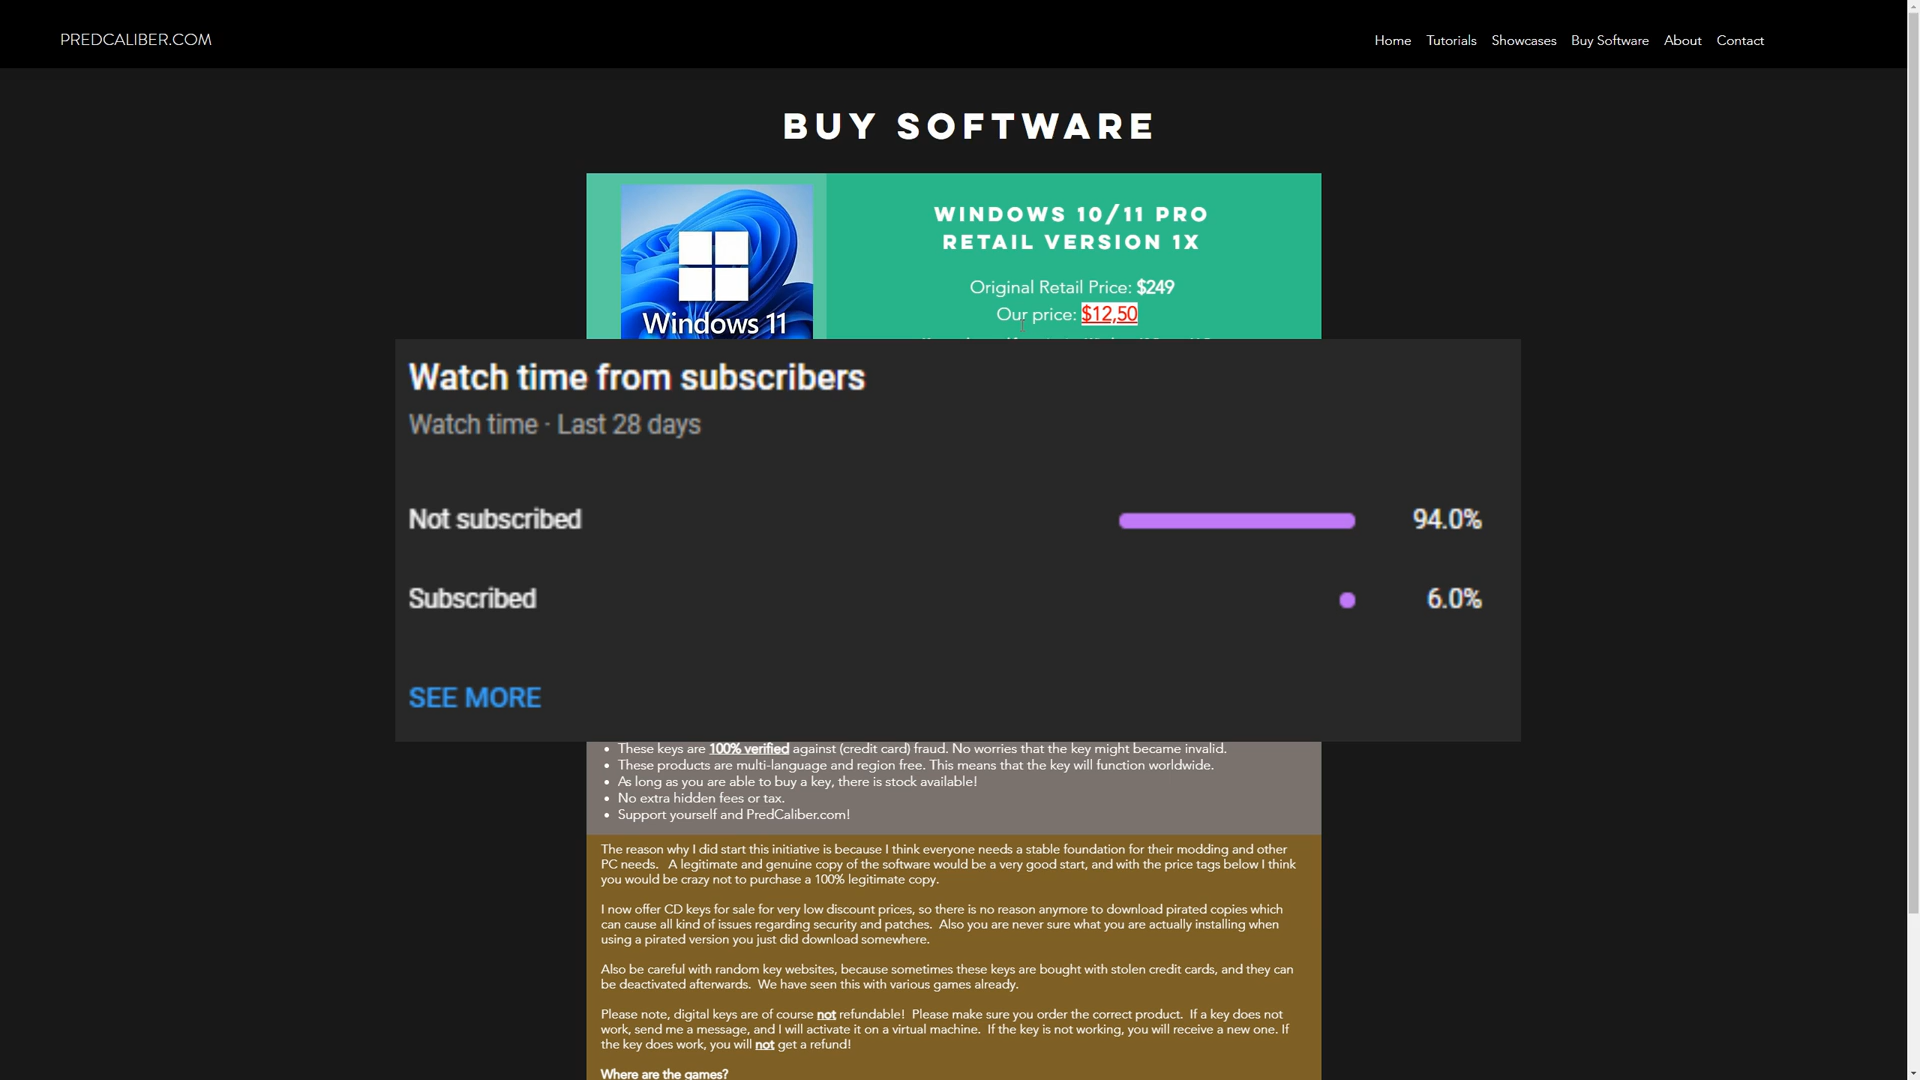 PREDCALIBER.COM
Home Tutorials Showcases Buy Software About Contact
BUY SOFTWARE
WINDOWS 10/11 PRO
RETAIL VERSION 1X
Original Retail Price: $249
Our price: $12,50
Windows 11
Watch time from subscribers
Watch time · Last 28 days
Not subscribed 94.0%
Subscribed 6.0%
SEE MORE
• These keys are 100% verified against (credit card) fraud. No worries that the key might became invalid.
• These products are multi-language and region free. This means that the key will function worldwide.
• As long as you are able to buy a key, there is stock available!
• No extra hidden fees or tax.
• Support yourself and PredCaliber.com!
The reason why I did start this initiative is because I think everyone needs a stable foundation for their modding and other
PC needs. A legitimate and genuine copy of the software would be a very good start, and with the price tags below I think
you would be crazy not to purchase a 100% legitimate copy.
I now offer CD keys for sale for very low discount prices, so there is no reason anymore to download pirated copies which
can cause all kind of issues regarding security and patches. Also you are never sure what you are actually installing when
using a pirated version you just did download somewhere.
Also be careful with random key websites, because sometimes these keys are bought with stolen credit cards, and they can
be deactivated afterwards. We have seen this with various games already.
Please note, digital keys are of course not refundable! Please make sure you order the correct product. If a key does not
work, send me a message, and I will activate it on a virtual machine. If the key is not working, you will receive a new one. If
the key does work, you will not get a refund!
Where are the games?